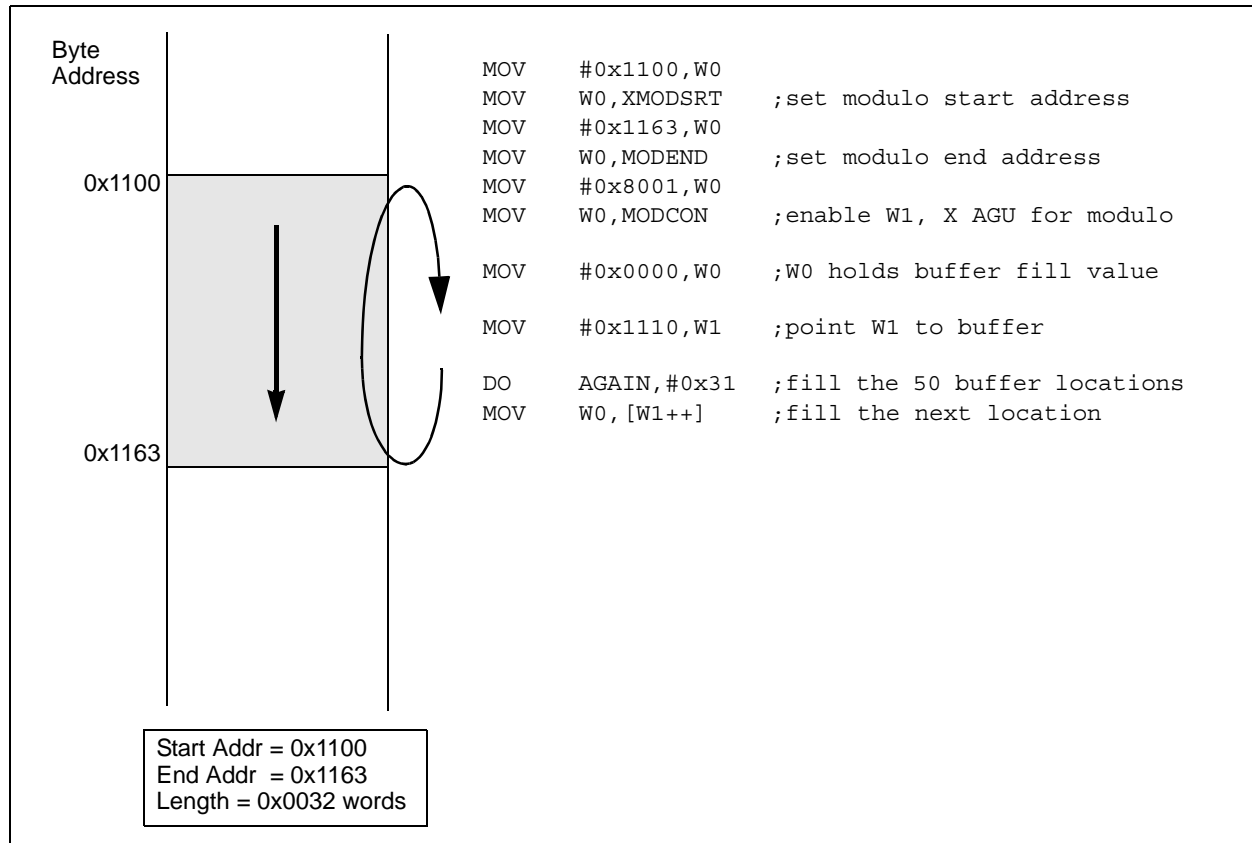 Byte
Address
0x1100
0x1163
MOV #0x1100,W0
MOV W0,XMODSRT ;set modulo start address
MOV #0x1163,W0
MOV W0,MODEND ;set modulo end address
MOV #0x8001,W0
MOV W0,MODCON ;enable W1, X AGU for modulo
MOV #0x0000,W0 ;W0 holds buffer fill value
MOV #0x1110,W1 ;point W1 to buffer
DO AGAIN,#0x31 ;fill the 50 buffer locations
MOV W0,[W1++] ;fill the next location
Start Addr = 0x1100
End Addr = 0x1163
Length = 0x0032 words